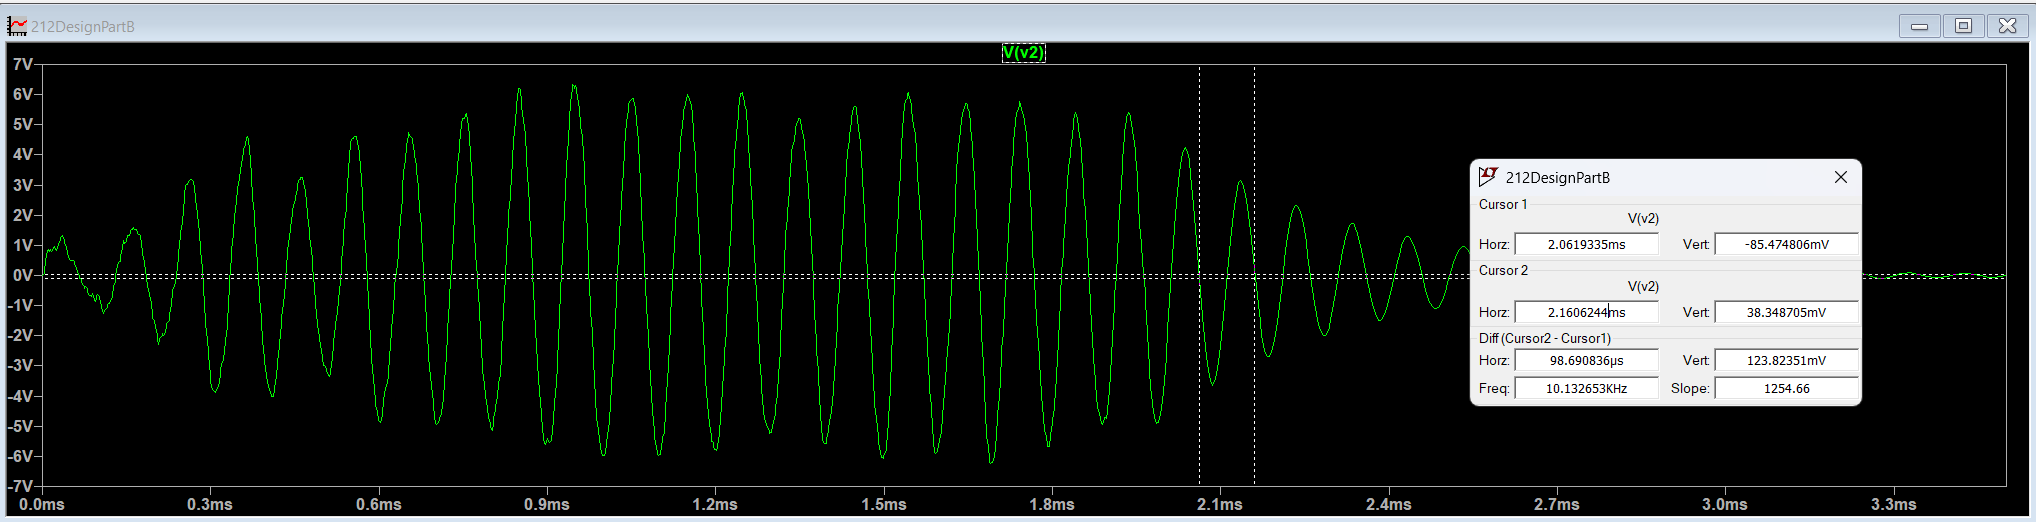 212DesignPartB
V(v2)
7V
6V
5V
4V
3V
2V
1V
0V
-1V
-2V
-3V
-4V
-5V
-6V
-7V
0.0ms 0.3ms 0.6ms 0.9ms 1.2ms 1.5ms 1.8ms 2.1ms 2.4ms 2.7ms 3.0ms 3.3ms
212DesignPartB
Cursor 1
V(v2)
Horz: 2.0619335ms Vert: -85.474806mV
Cursor 2
V(v2)
Horz: 2.1606244ms Vert: 38.348705mV
Diff (Cursor2 - Cursor1)
Horz: 98.690836µs Vert: 123.82351mV
Freq: 10.132653KHz Slope: 1254.66